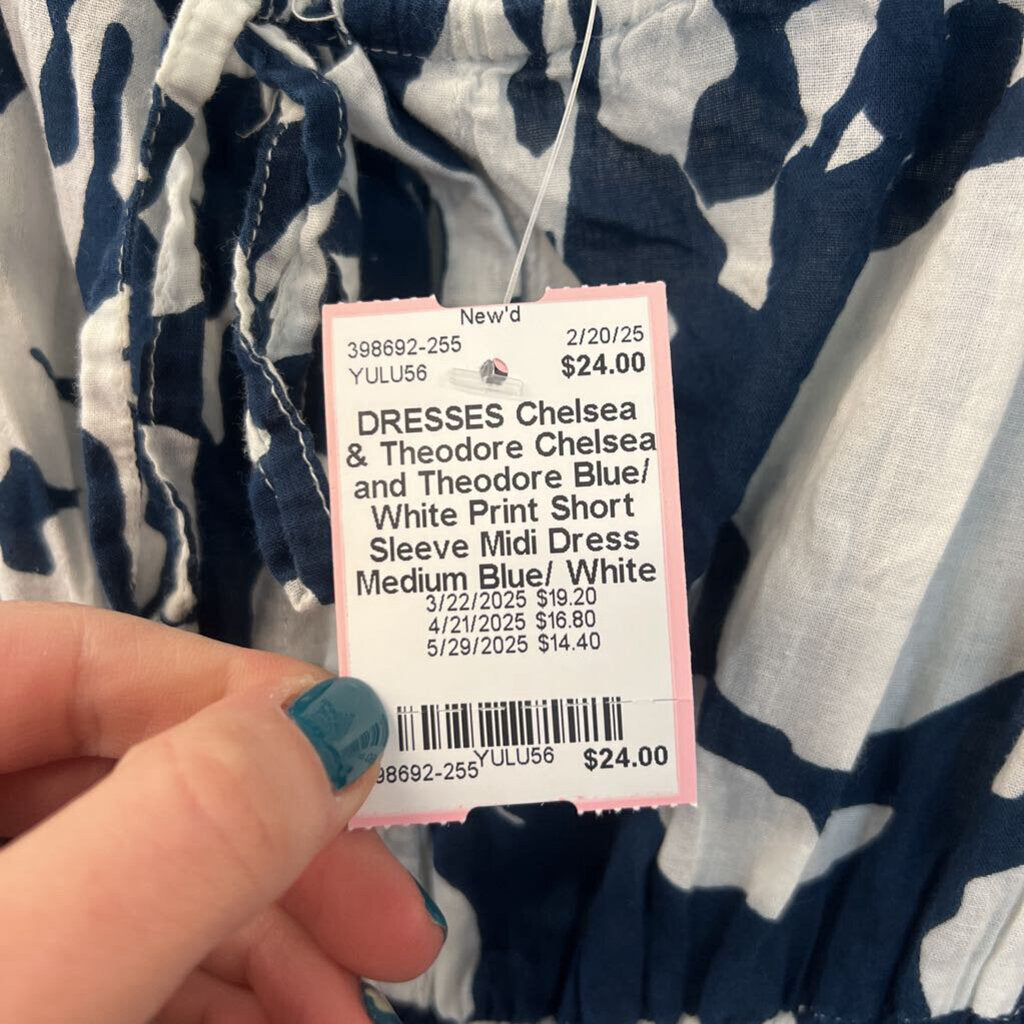 New'd
398692-255 2/20/25
YULU56 $24.00
DRESSES Chelsea
& Theodore Chelsea
and Theodore Blue/
White Print Short
Sleeve Midi Dress
Medium Blue/ White
3/22/2025 $19.20
4/21/2025 $16.80
5/29/2025 $14.40
98692-255 YULU56 $24.00